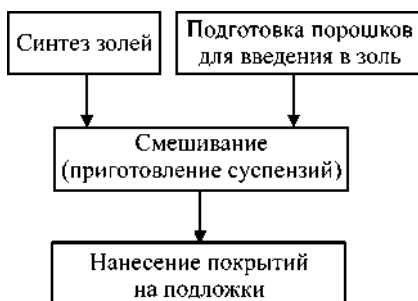 Синтез золей
Подготовка порошков
для введения в золь
Смешивание
(приготовление суспензий)
Нанесение покрытий
на подложки